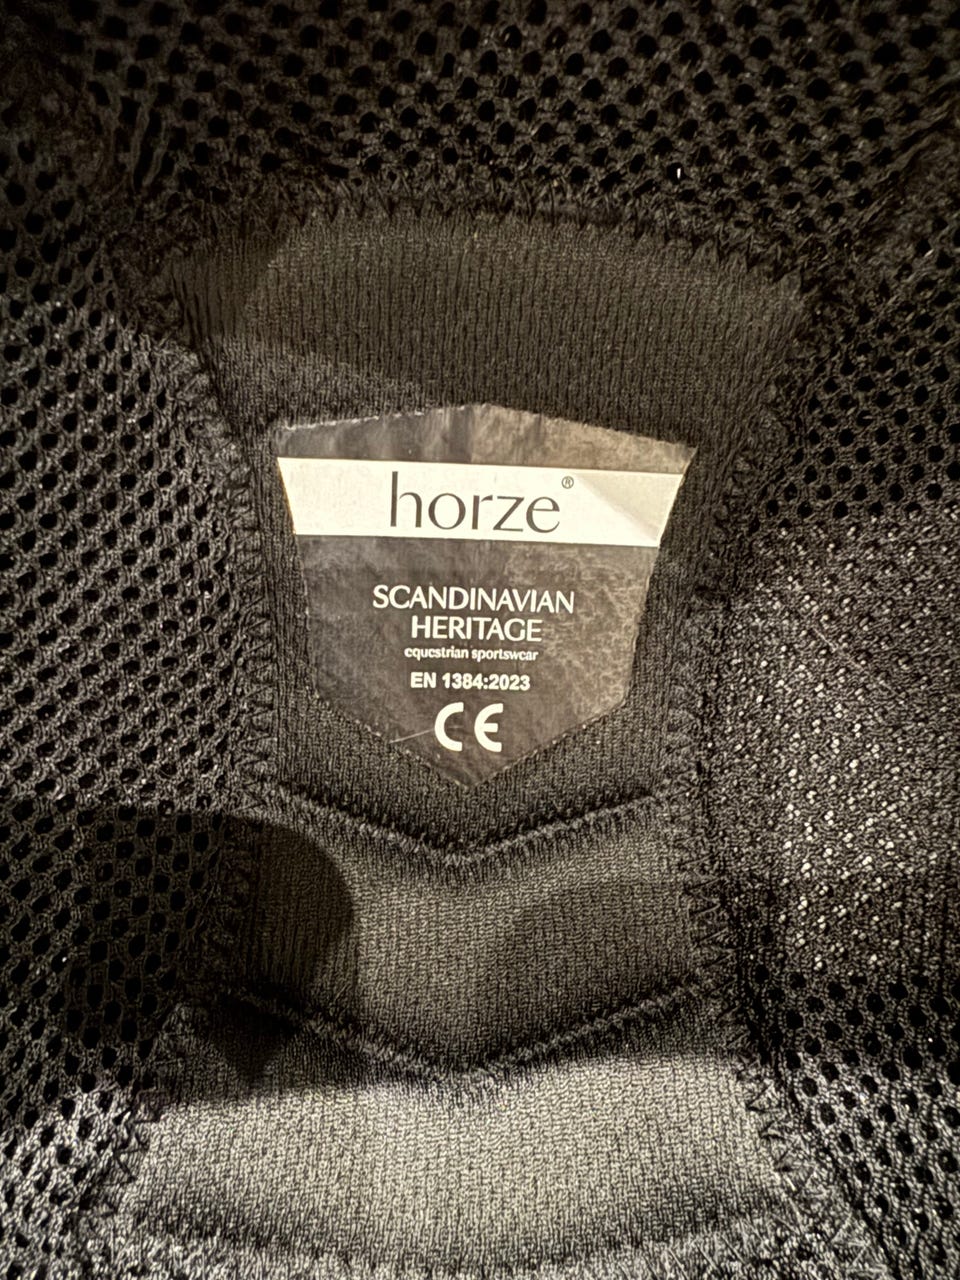 horze®
SCANDINAVIAN
HERITAGE
equestrian sportswear
EN 1384:2023
CE